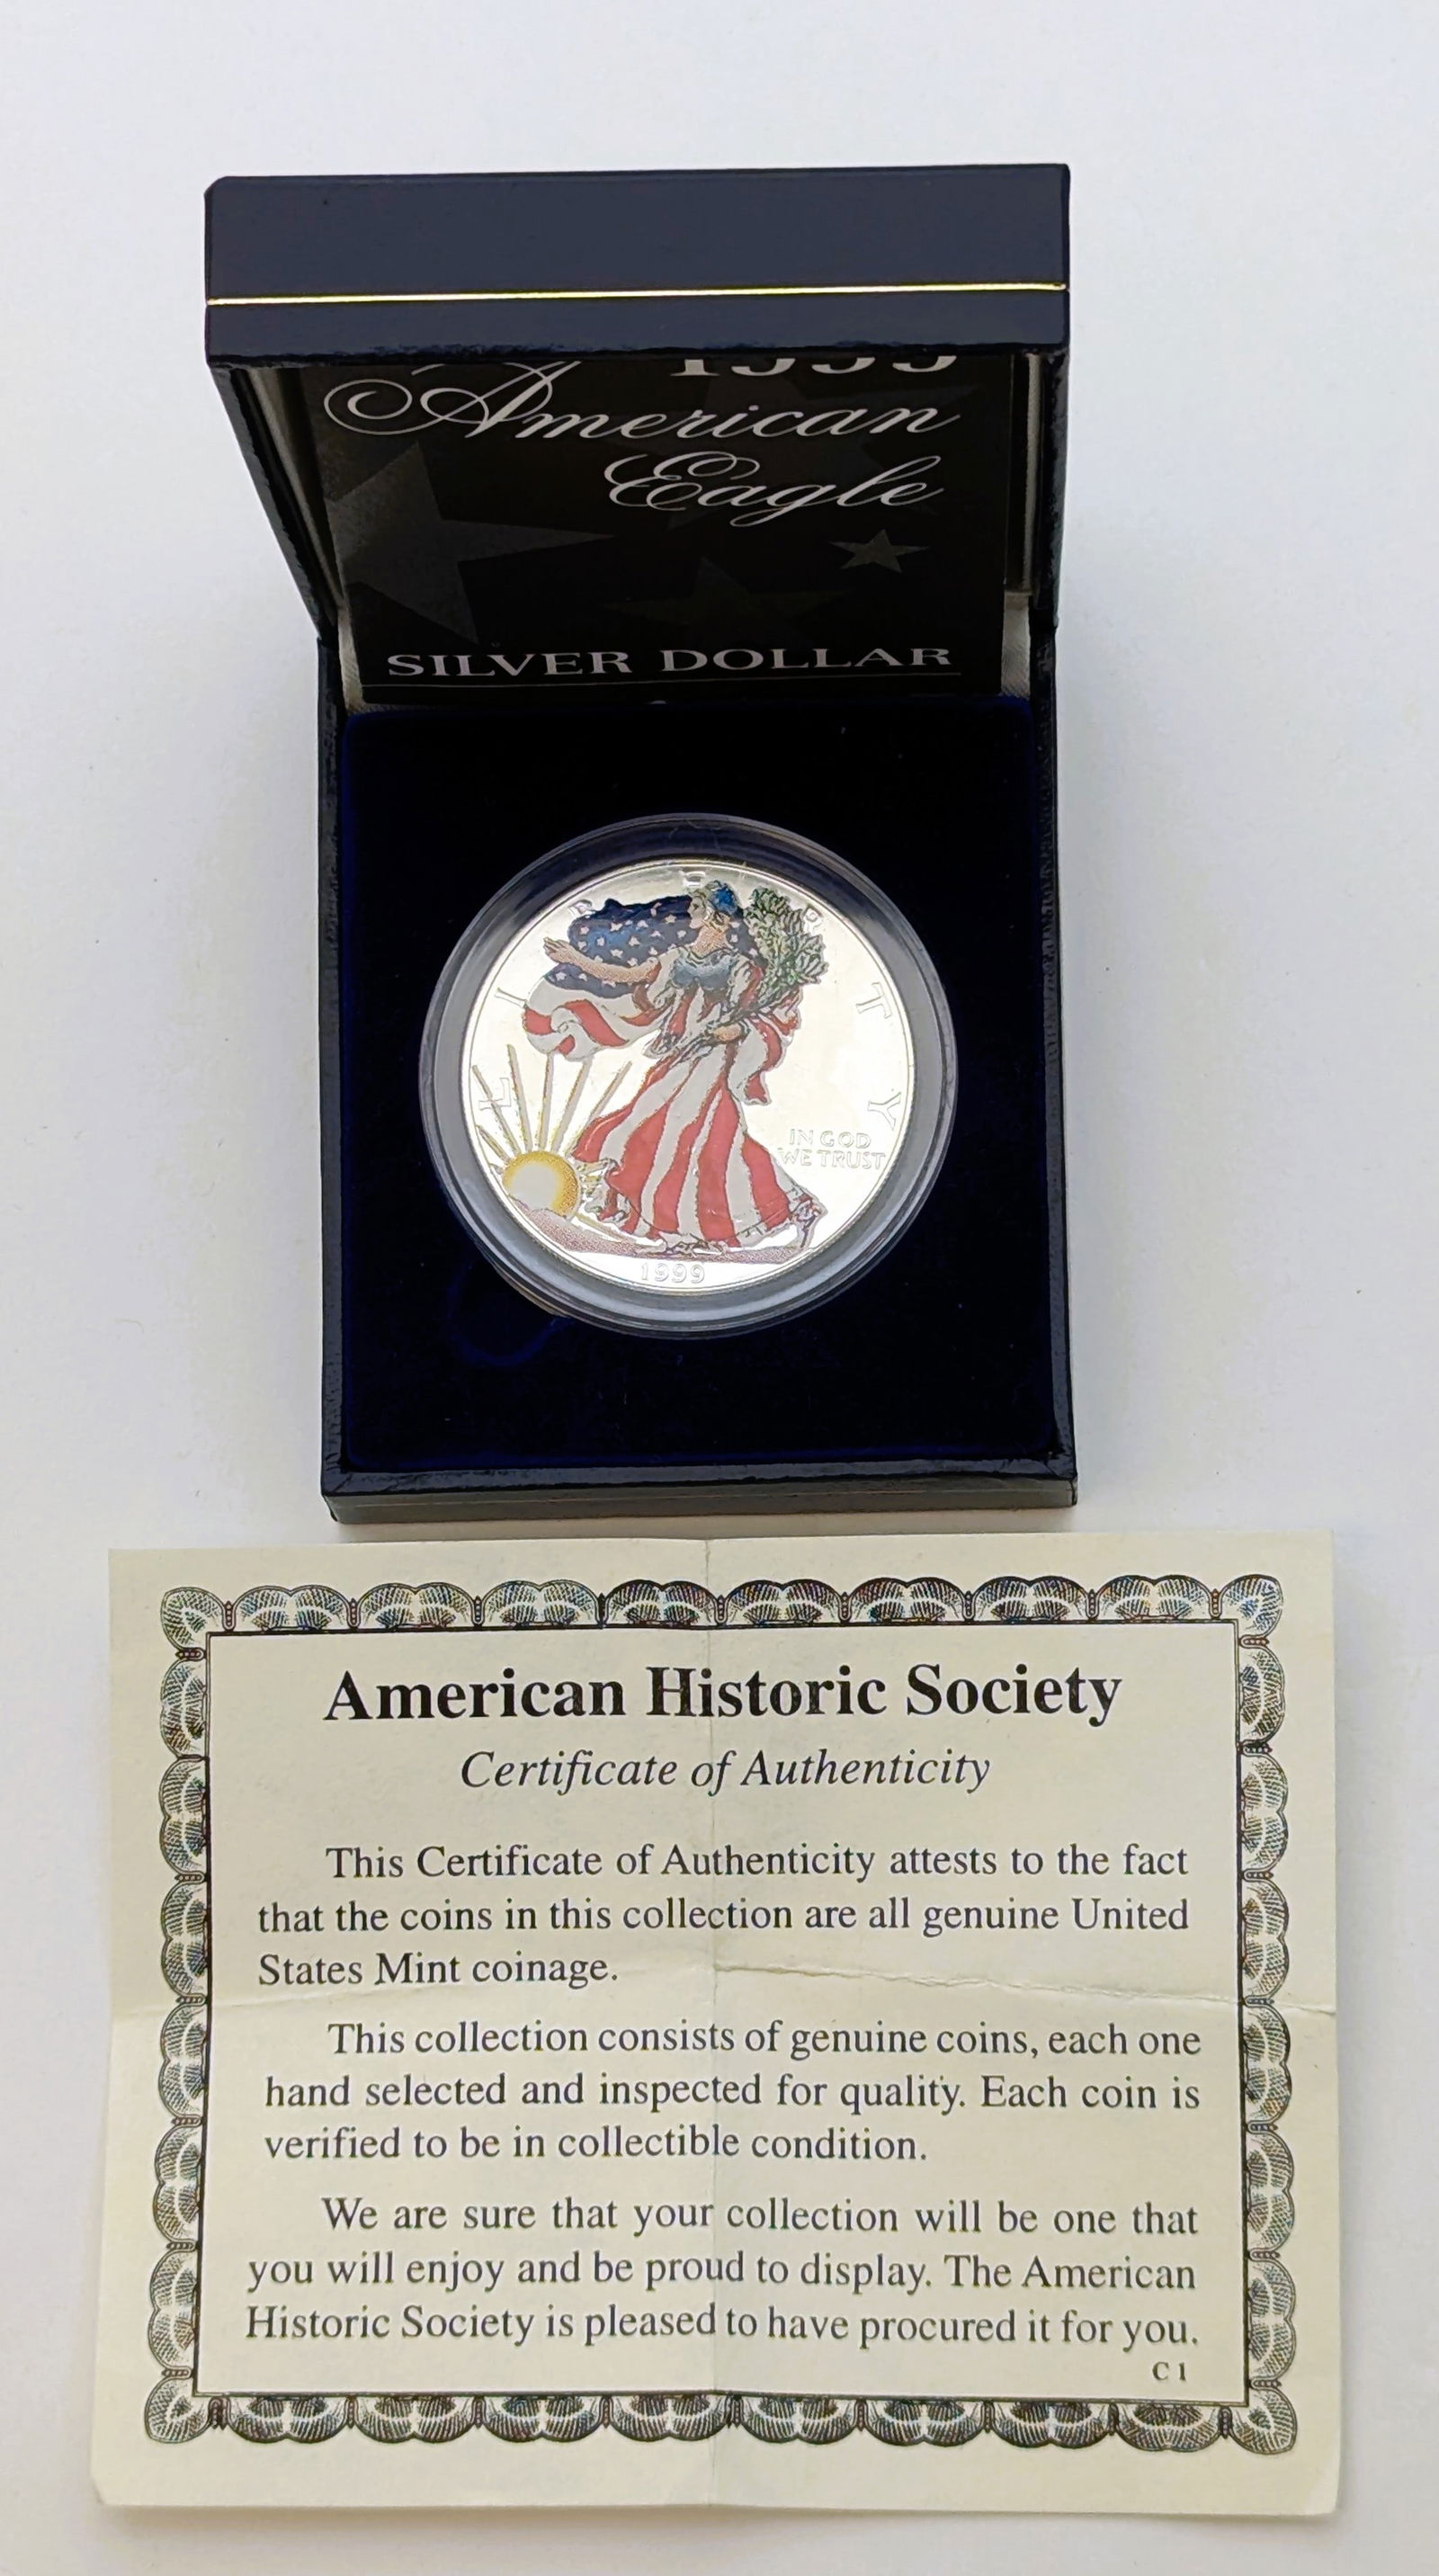 1999
American
Eagle
SILVER DOLLAR
LIBERTY
IN GOD
WE TRUST
1999
American Historic Society
Certificate of Authenticity
This Certificate of Authenticity attests to the fact
that the coins in this collection are all genuine United
States Mint coinage.
This collection consists of genuine coins, each one
hand selected and inspected for quality. Each coin is
verified to be in collectible condition.
We are sure that your collection will be one that
you will enjoy and be proud to display. The American
Historic Society is pleased to have procured it for you.
C 1